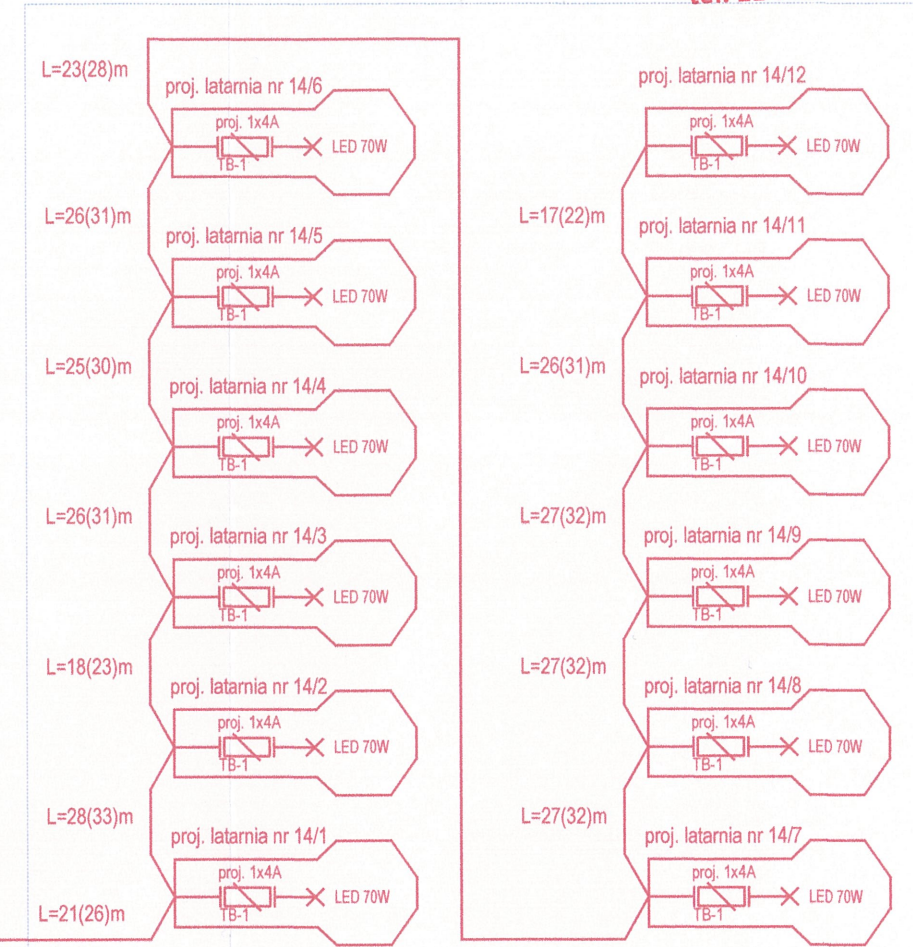 L=23(28)m
proj. latarnia nr 14/6
proj. 1x4A
TB-1
LED 70W
L=26(31)m
proj. latarnia nr 14/5
proj. 1x4A
TB-1
LED 70W
L=25(30)m
proj. latarnia nr 14/4
proj. 1x4A
TB-1
LED 70W
L=26(31)m
proj. latarnia nr 14/3
proj. 1x4A
TB-1
LED 70W
L=18(23)m
proj. latarnia nr 14/2
proj. 1x4A
TB-1
LED 70W
L=28(33)m
proj. latarnia nr 14/1
proj. 1x4A
TB-1
LED 70W
L=21(26)m
proj. latarnia nr 14/12
proj. 1x4A
TB-1
LED 70W
L=17(22)m
proj. latarnia nr 14/11
proj. 1x4A
TB-1
LED 70W
L=26(31)m
proj. latarnia nr 14/10
proj. 1x4A
TB-1
LED 70W
L=27(32)m
proj. latarnia nr 14/9
proj. 1x4A
TB-1
LED 70W
L=27(32)m
proj. latarnia nr 14/8
proj. 1x4A
TB-1
LED 70W
L=27(32)m
proj. latarnia nr 14/7
proj. 1x4A
TB-1
LED 70W